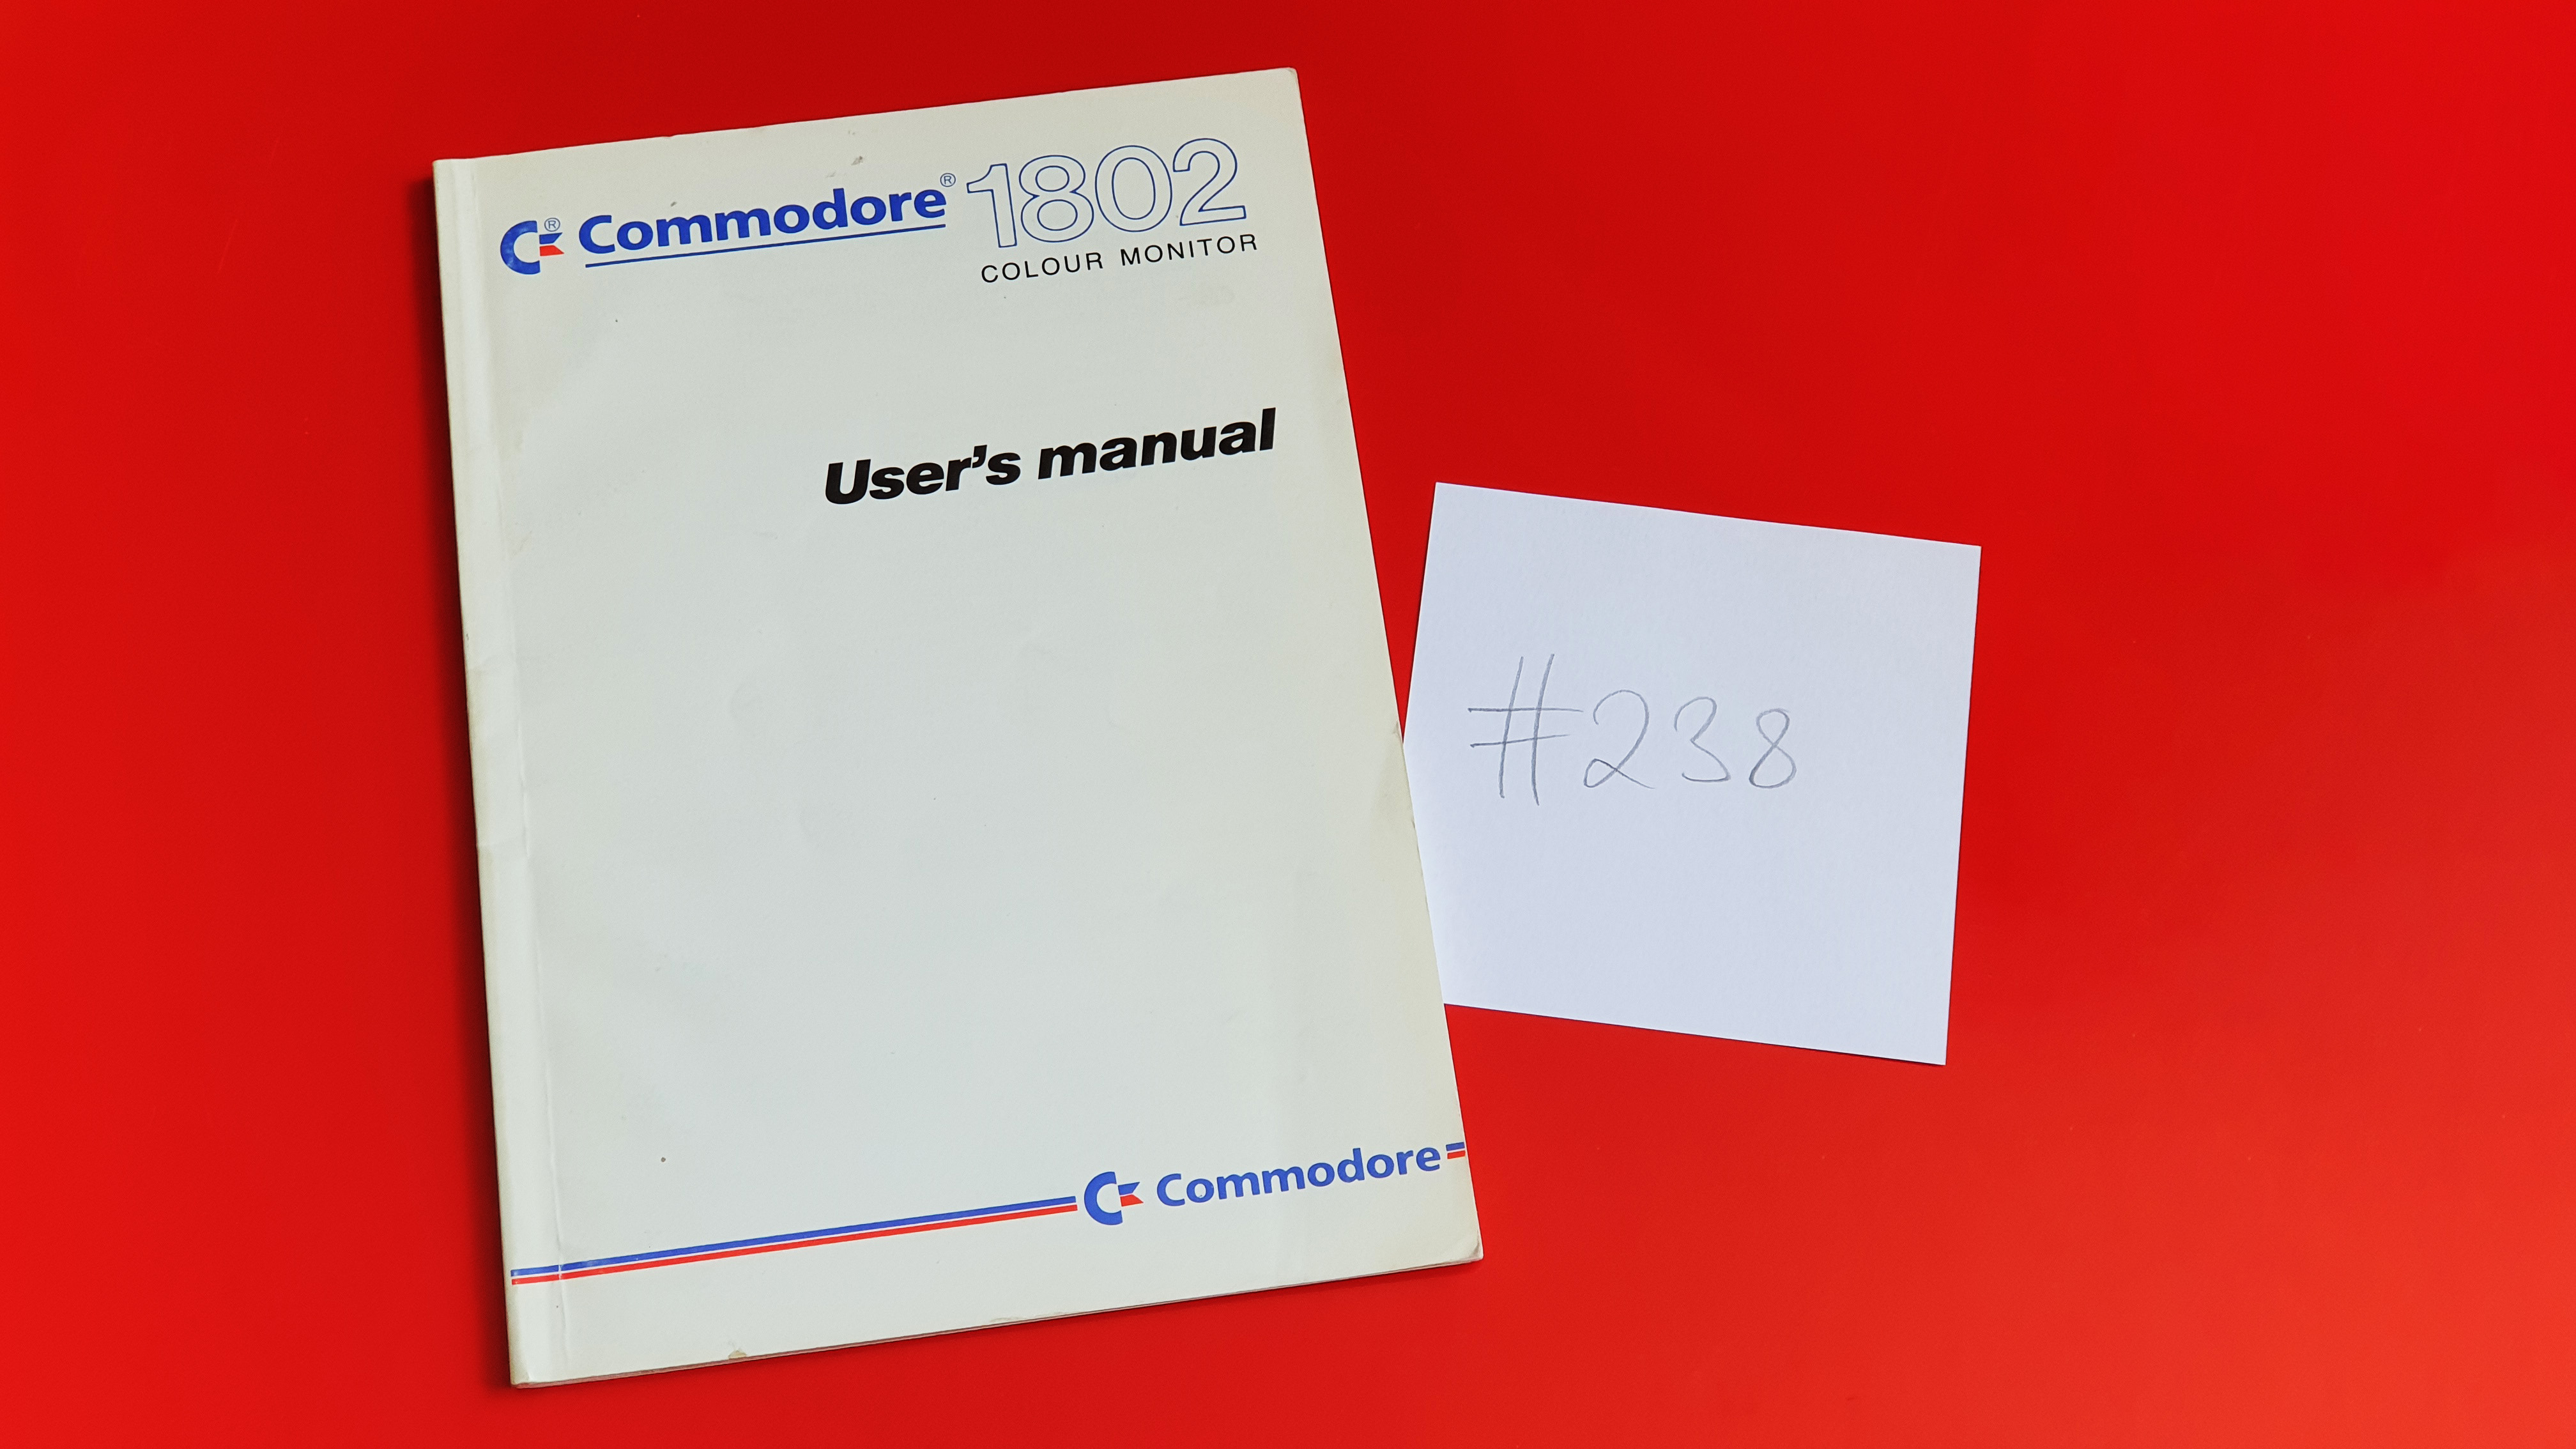 Commodore® 1802
COLOUR MONITOR
User's manual
#238
Commodore